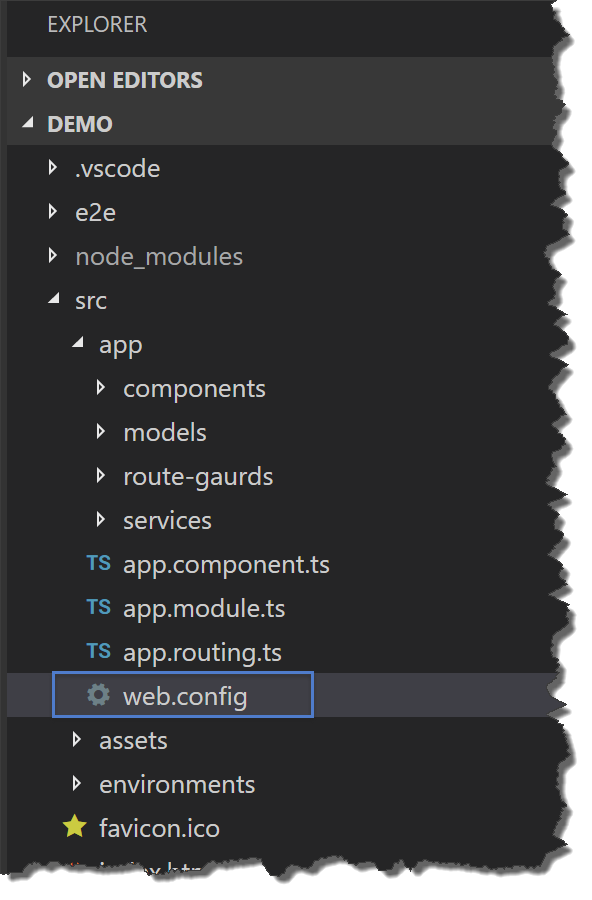 EXPLORER
OPEN EDITORS
DEMO
.vscode
e2e
node_modules
src
app
components
models
route-gaurds
services
TS app.component.ts
TS app.module.ts
TS app.routing.ts
web.config
assets
environments
favicon.ico